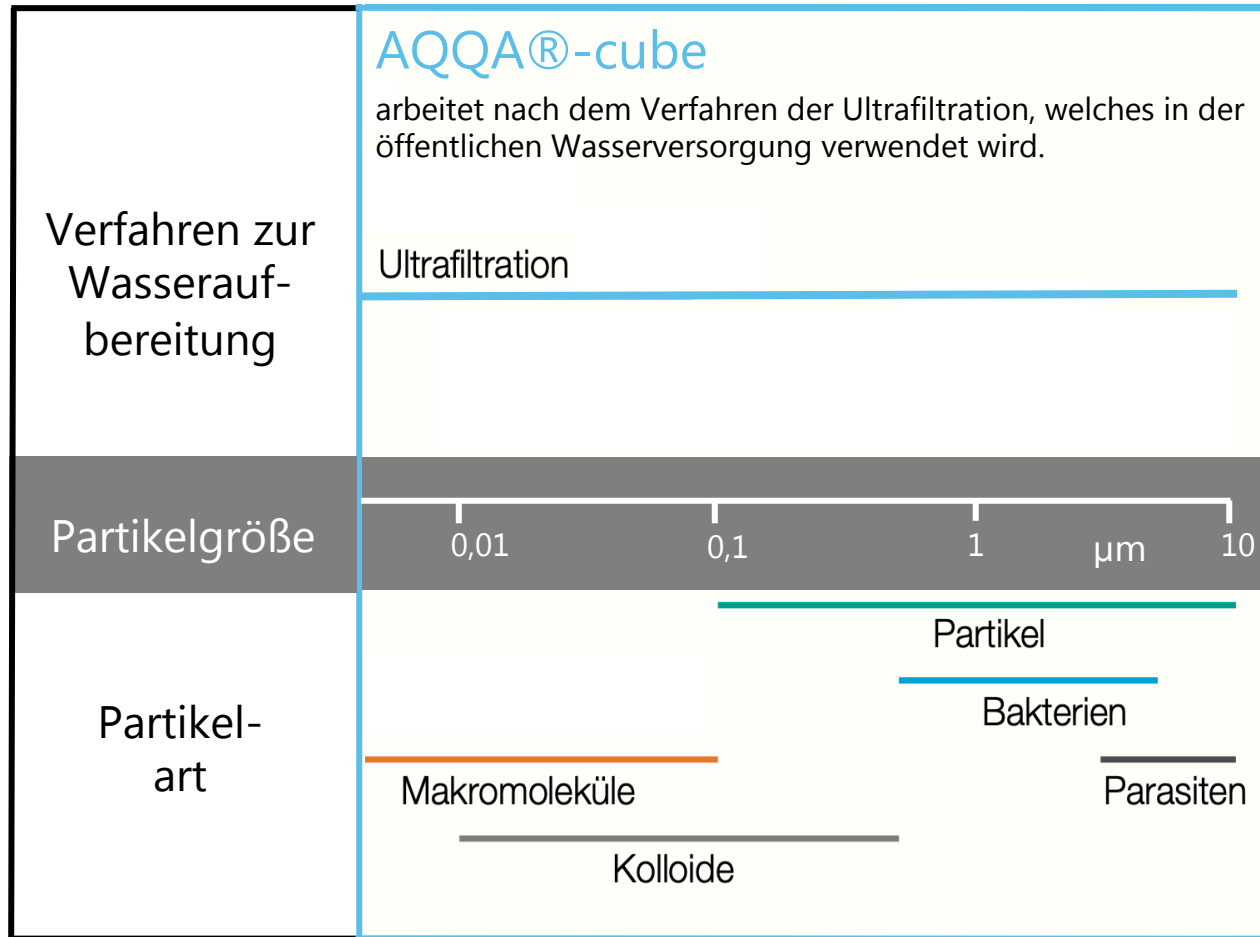 AQQA®-cube
arbeitet nach dem Verfahren der Ultrafiltration, welches in der
öffentlichen Wasserversorgung verwendet wird.
Verfahren zur
Wasserauf-
bereitung
Ultrafiltration
Partikelgröße
0,01 0,1 1 µm 10
Partikel
Bakterien
Partikel-
art
Makromoleküle
Parasiten
Kolloide